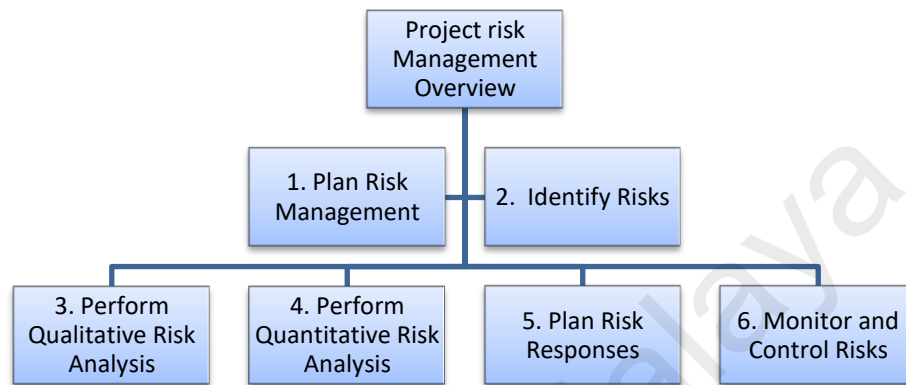 Project risk
Management
Overview
1. Plan Risk
Management
2. Identify Risks
3. Perform
Qualitative Risk
Analysis
4. Perform
Quantitative Risk
Analysis
5. Plan Risk
Responses
6. Monitor and
Control Risks
alaya